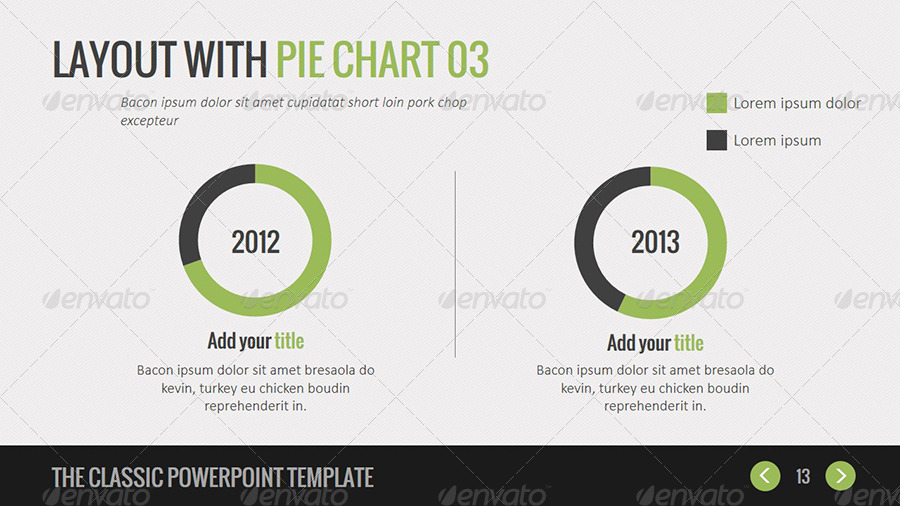 LAYOUT WITH PIE CHART 03
Bacon ipsum dolor sit amet cupidatat short loin pork chop
excepteur
Lorem ipsum dolor
Lorem ipsum
2012
Add your title
Bacon ipsum dolor sit amet bresaola do
kevin, turkey eu chicken boudin
reprehenderit in.
2013
Add your title
Bacon ipsum dolor sit amet bresaola do
kevin, turkey eu chicken boudin
reprehenderit in.
THE CLASSIC POWERPOINT TEMPLATE
13
envato